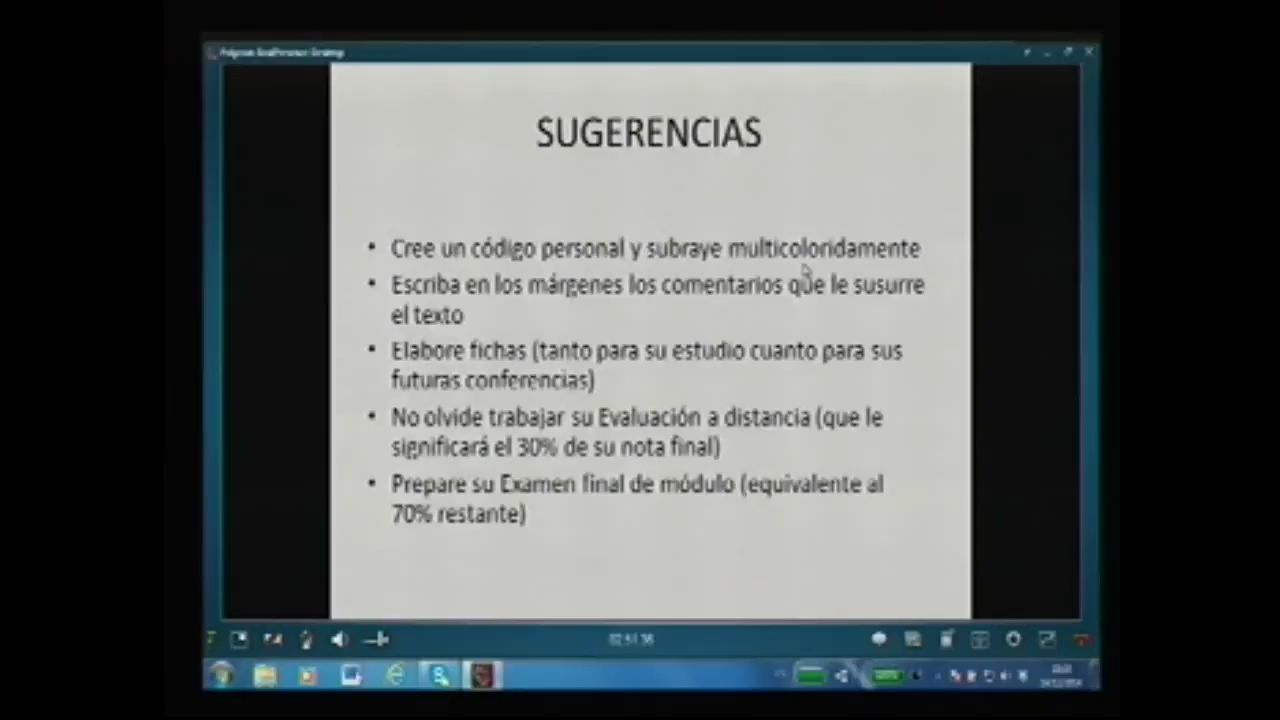 SUGERENCIAS
• Cree un código personal y subraye multicoloridamente
• Escriba en los márgenes los comentarios que le susurre
el texto
• Elabore fichas (tanto para su estudio cuanto para sus
futuras conferencias)
• No olvide trabajar su Evaluación a distancia (que le
significará el 30% de su nota final)
• Prepare su Examen final de módulo (equivalente al
70% restante)